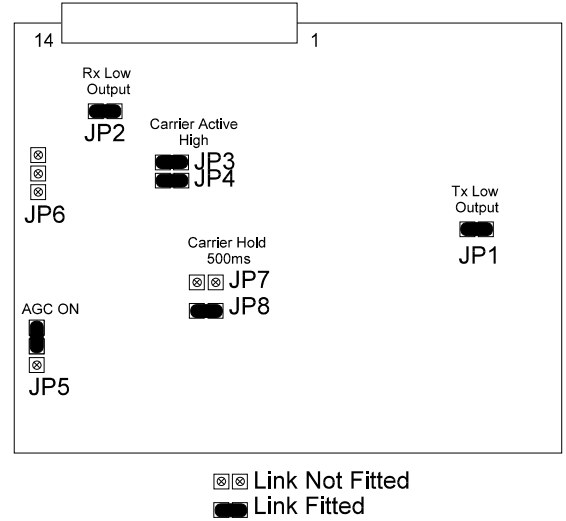 14
1
Rx Low
Output
JP2
Carrier Active
High
JP3
JP4
JP6
Tx Low
Output
JP1
Carrier Hold
500ms
JP7
JP8
AGC ON
JP5
Link Not Fitted
Link Fitted